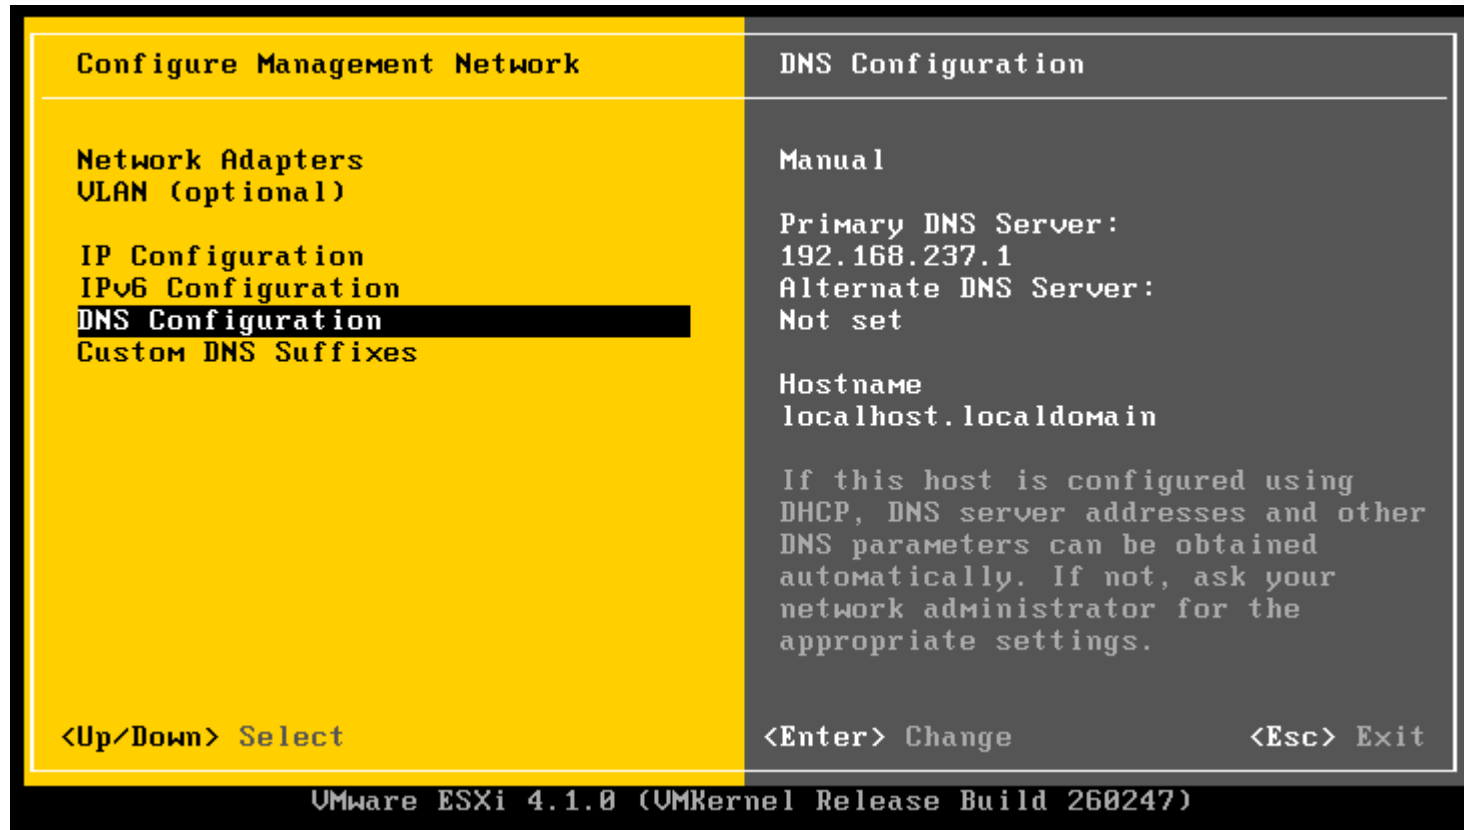 Configure Management Network
Network Adapters
VLAN (optional)
IP Configuration
IPv6 Configuration
DNS Configuration
Custom DNS Suffixes
<Up/Down> Select
DNS Configuration
Manual
Primary DNS Server:
192.168.237.1
Alternate DNS Server:
Not set
Hostname
localhost.localdomain
If this host is configured using
DHCP, DNS server addresses and other
DNS parameters can be obtained
automatically. If not, ask your
network administrator for the
appropriate settings.
<Enter> Change <Esc> Exit
VMware ESXi 4.1.0 (VMKernel Release Build 260247)